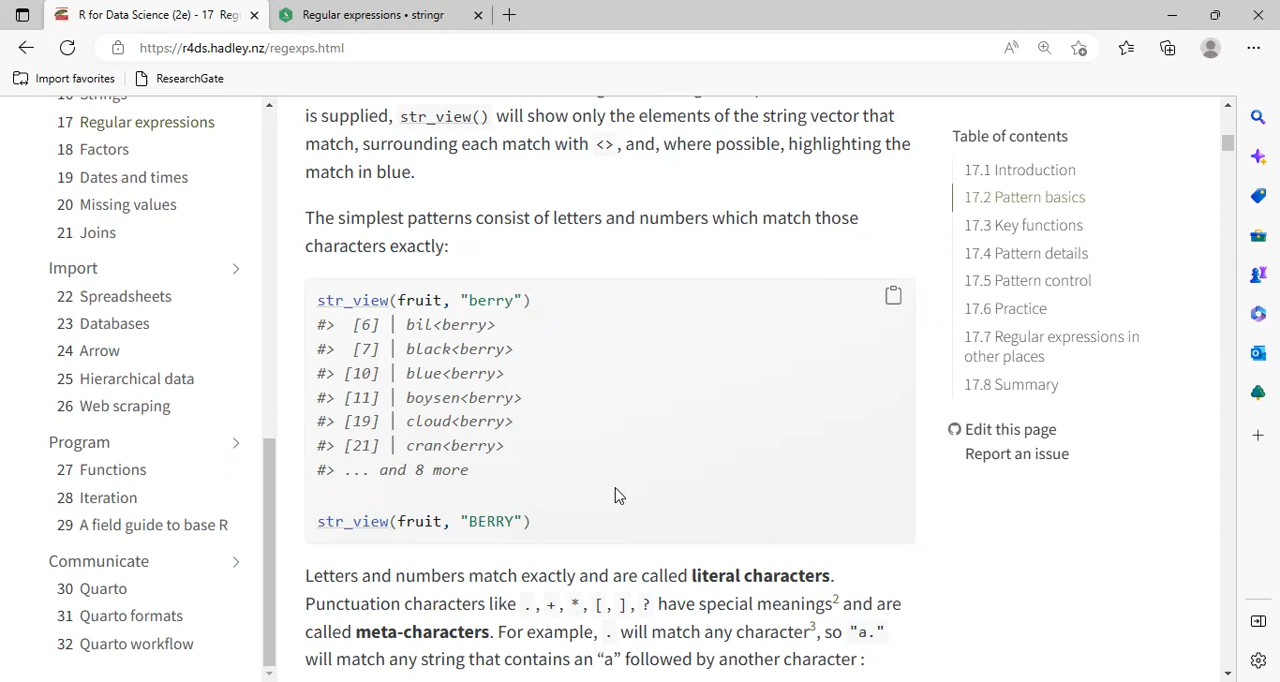 R for Data Science (2e) - 17 Regu
Regular expressions • stringr
https://r4ds.hadley.nz/regexps.html
Import favorites
ResearchGate
16 Strings
17 Regular expressions
18 Factors
19 Dates and times
20 Missing values
21 Joins
Import
22 Spreadsheets
23 Databases
24 Arrow
25 Hierarchical data
26 Web scraping
Program
27 Functions
28 Iteration
29 A field guide to base R
Communicate
30 Quarto
31 Quarto formats
32 Quarto workflow
is supplied, str_view() will show only the elements of the string vector that
match, surrounding each match with <>, and, where possible, highlighting the
match in blue.
The simplest patterns consist of letters and numbers which match those
characters exactly:
str_view(fruit, "berry")
#>  [6] │ bil<berry>
#>  [7] │ black<berry>
#> [10] │ blue<berry>
#> [11] │ boysen<berry>
#> [19] │ cloud<berry>
#> [21] │ cran<berry>
#> ... and 8 more
str_view(fruit, "BERRY")
Letters and numbers match exactly and are called literal characters.
Punctuation characters like ., +, *, [, ], ? have special meanings2 and are
called meta-characters. For example, . will match any character3, so "a."
will match any string that contains an “a” followed by another character :
Table of contents
17.1 Introduction
17.2 Pattern basics
17.3 Key functions
17.4 Pattern details
17.5 Pattern control
17.6 Practice
17.7 Regular expressions in
other places
17.8 Summary
Edit this page
Report an issue